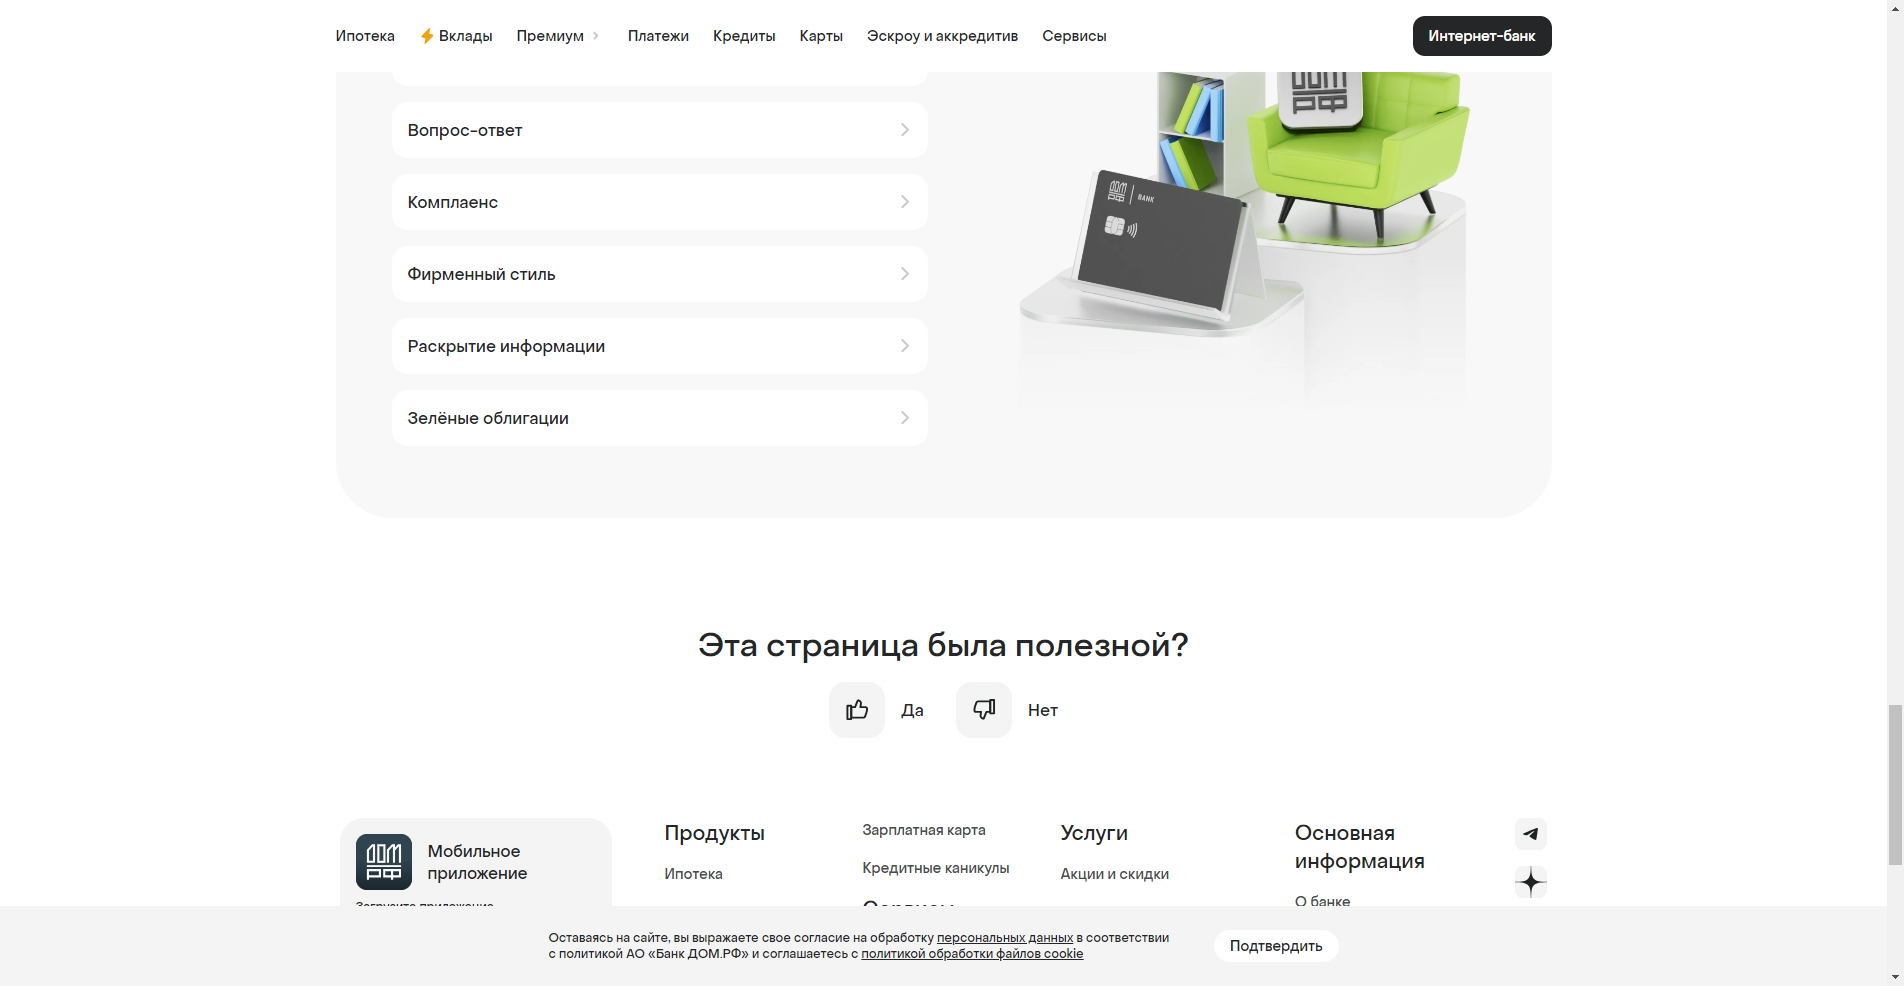 Ипотека
Вклады
Премиум
Платежи
Кредиты
Карты
Эскроу и аккредитив
Сервисы
Интернет-банк
Вопрос-ответ
Комплаенс
Фирменный стиль
Раскрытие информации
Зелёные облигации
ДОМ
РФ
BANK
Эта страница была полезной?
Да
Нет
ДОМ
РФ
Мобильное
приложение
Загрузите приложение
Продукты
Ипотека
Зарплатная карта
Кредитные каникулы
Сервисы
Услуги
Акции и скидки
Основная
информация
О банке
Оставаясь на сайте, вы выражаете свое согласие на обработку персональных данных в соответствии
с политикой АО «Банк ДОМ.РФ» и соглашаетесь с политикой обработки файлов cookie
Подтвердить